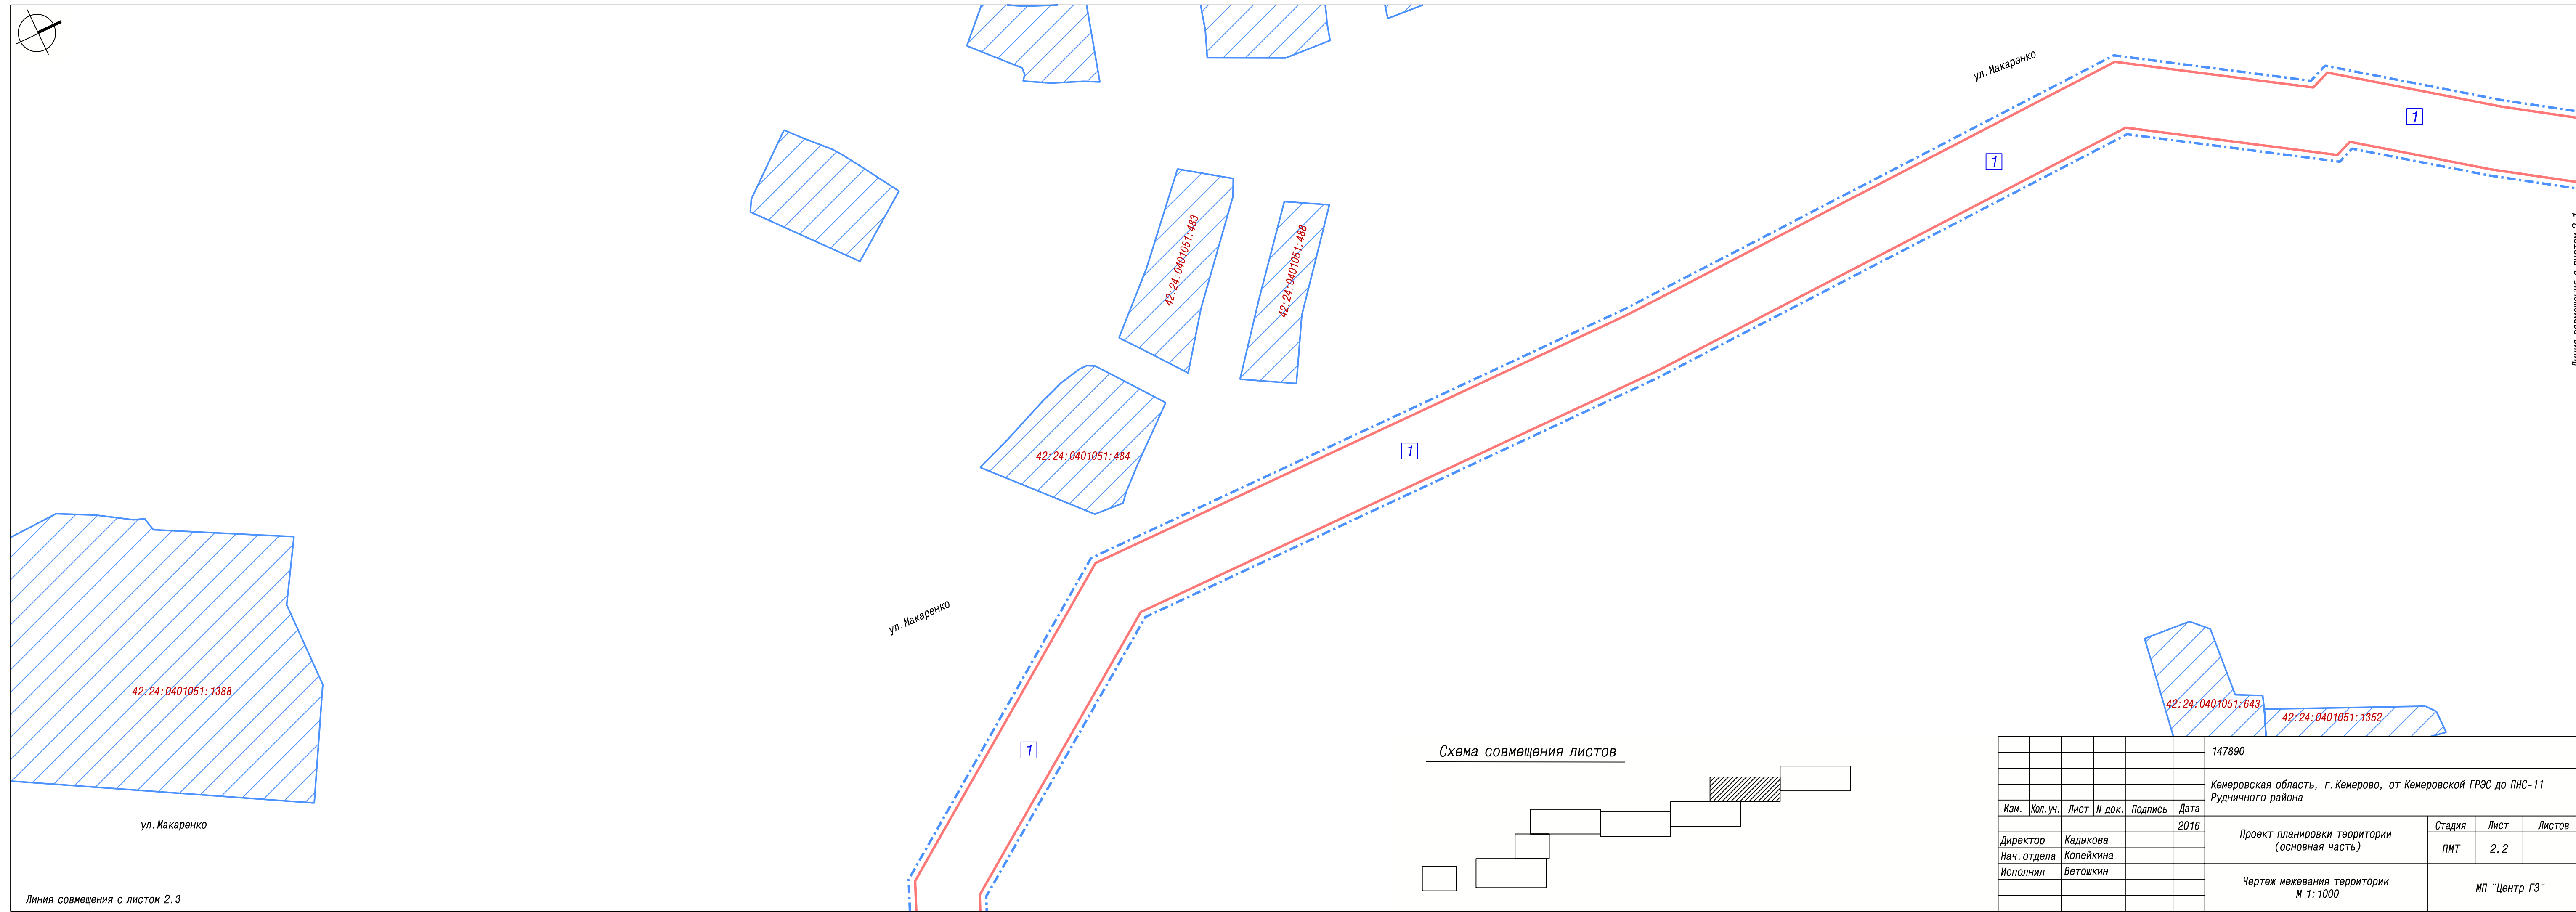 ул.Макаренко
1
1
Линия совмещения с листом 2.1
42:24:0401051:483
42:24:0401051:488
42:24:0401051:484
1
ул.Макаренко
42:24:0401051:1388
1
42:24:0401051:643
42:24:0401051:1352
ул.Макаренко
Линия совмещения с листом 2.3
Схема совмещения листов
147890
Кемеровская область, г.Кемерово, от Кемеровской ГРЭС до ПНС-11
Рудничного района
Изм. Кол.уч. Лист N док. Подпись Дата
2016
Директор Кадыкова
Нач.отдела Копейкина
Исполнил Ветошкин
Проект планировки территории
(основная часть)
Стадия Лист Листов
ПМТ 2.2
Чертеж межевания территории
М 1:1000
МП "Центр ГЗ"